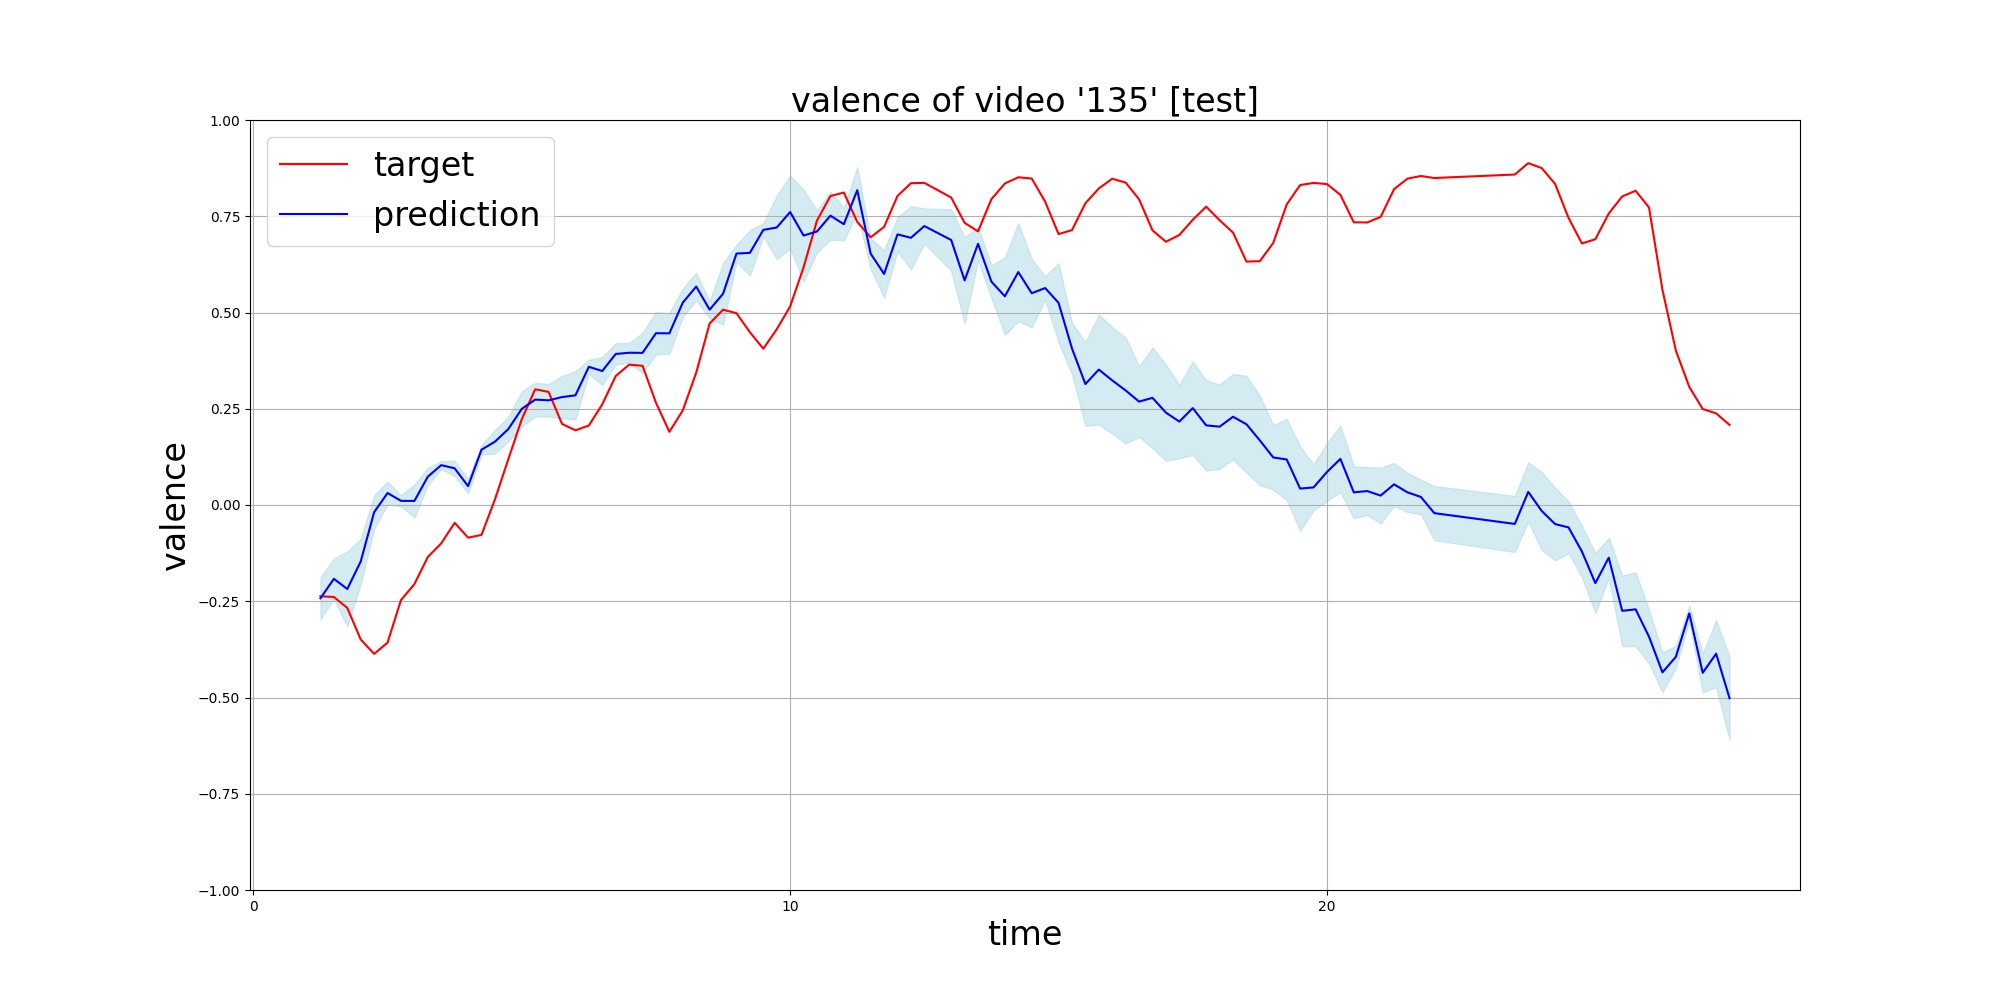 valence of video '135' [test]
target
prediction
valence
1.00
0.75
0.50
0.25
0.00
−0.25
−0.50
−0.75
−1.00
0 10 20
time